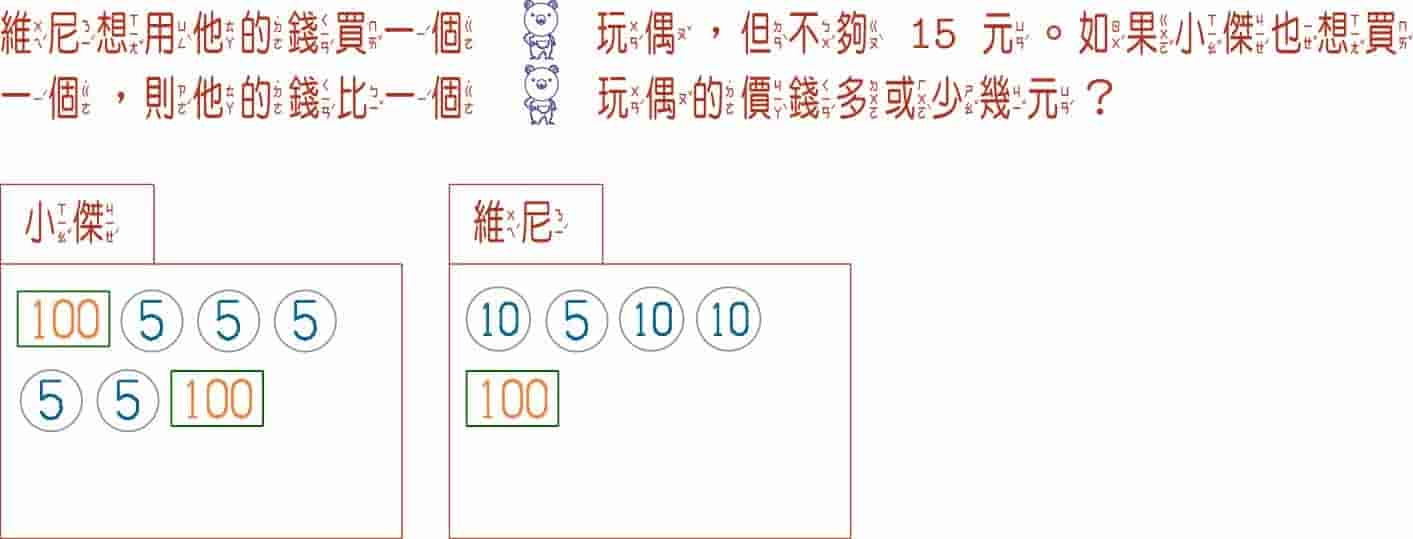 維尼想用他的錢買一個 玩偶，但不夠 15 元。如果小傑也想買
一個，則他的錢比一個 玩偶的價錢多或少幾元？
小傑 維尼
100 5 5 5 10 5 10 10
5 5 100 100